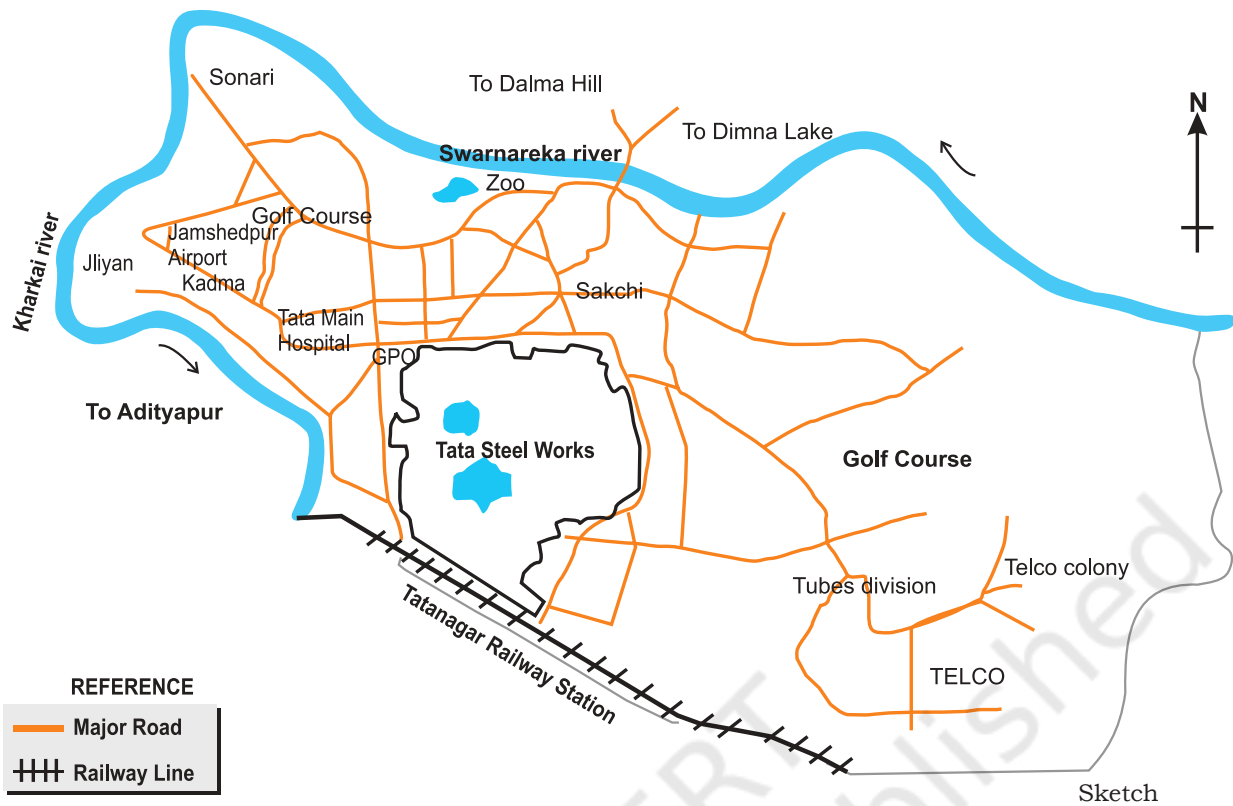 Sonari
To Dalma Hill
N
To Dimna Lake
Swarnareka river
Zoo
Golf Course
Jamshedpur
Airport
Kadma
Jliyan
Kharkai river
Sakchi
Tata Main
Hospital
GPO
To Adityapur
Tata Steel Works
Golf Course
Telco colony
Tubes division
TELCO
Tatanagar Railway Station
REFERENCE
Major Road
Railway Line
Sketch